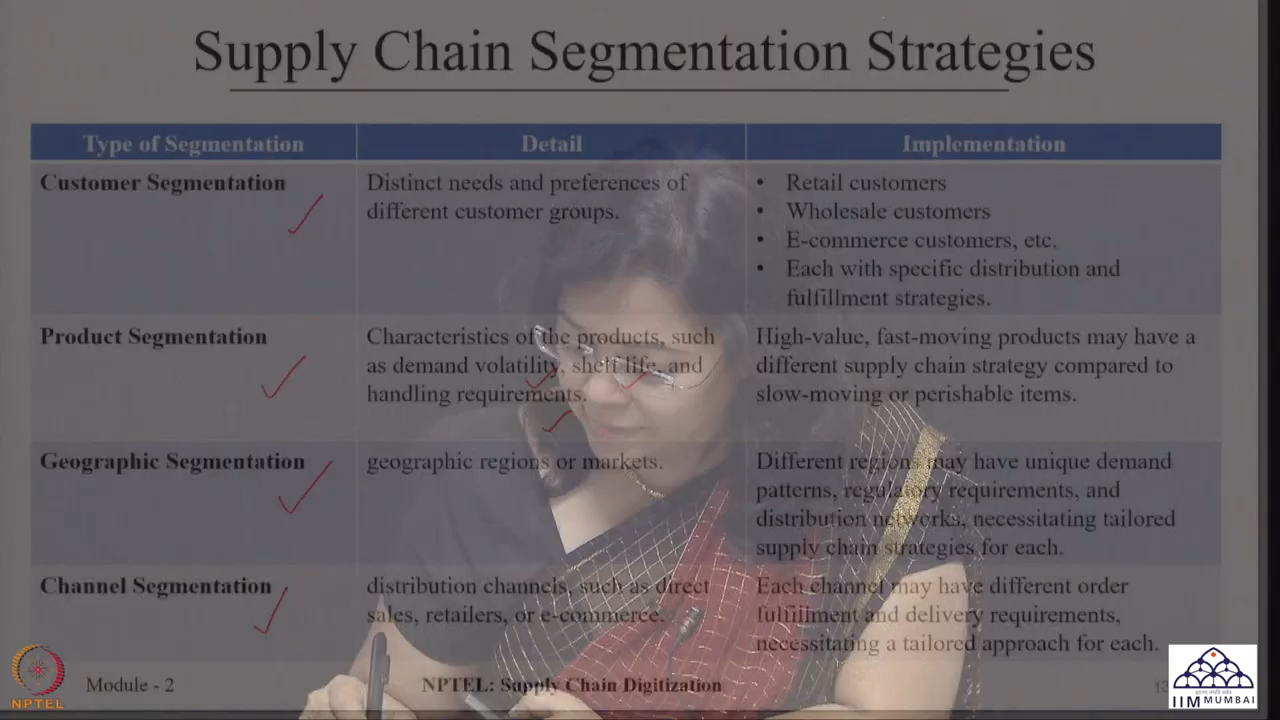 Supply Chain Segmentation Strategies
Type of Segmentation
Detail
Implementation
Customer Segmentation
Distinct needs and preferences of
different customer groups.
• Retail customers
• Wholesale customers
• E-commerce customers, etc.
• Each with specific distribution and
fulfillment strategies.
Product Segmentation
Characteristics of the products, such
as demand volatility, shelf life, and
handling requirements.
High-value, fast-moving products may have a
different supply chain strategy compared to
slow-moving or perishable items.
Geographic Segmentation
geographic regions or markets.
Different regions may have unique demand
patterns, regulatory requirements, and
distribution networks, necessitating tailored
supply chain strategies for each.
Channel Segmentation
distribution channels, such as direct
sales, retailers, or e-commerce.
Each channel may have different order
fulfillment and delivery requirements,
necessitating a tailored approach for each.
NPTEL
Module - 2
NPTEL: Supply Chain Digitization
IIM MUMBAI